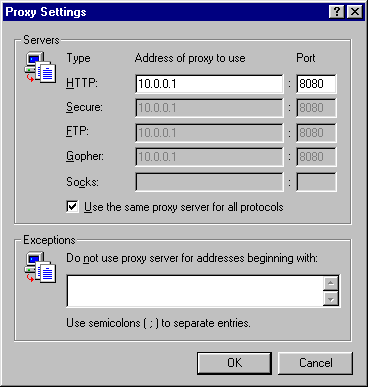 Proxy Settings
Servers
Type Address of proxy to use Port
HTTP: 10.0.0.1 : 8080
Secure: 10.0.0.1 : 8080
FTP: 10.0.0.1 : 8080
Gopher: 10.0.0.1 : 8080
Socks: :
Use the same proxy server for all protocols
Exceptions
Do not use proxy server for addresses beginning with:
Use semicolons ( ; ) to separate entries.
OK Cancel